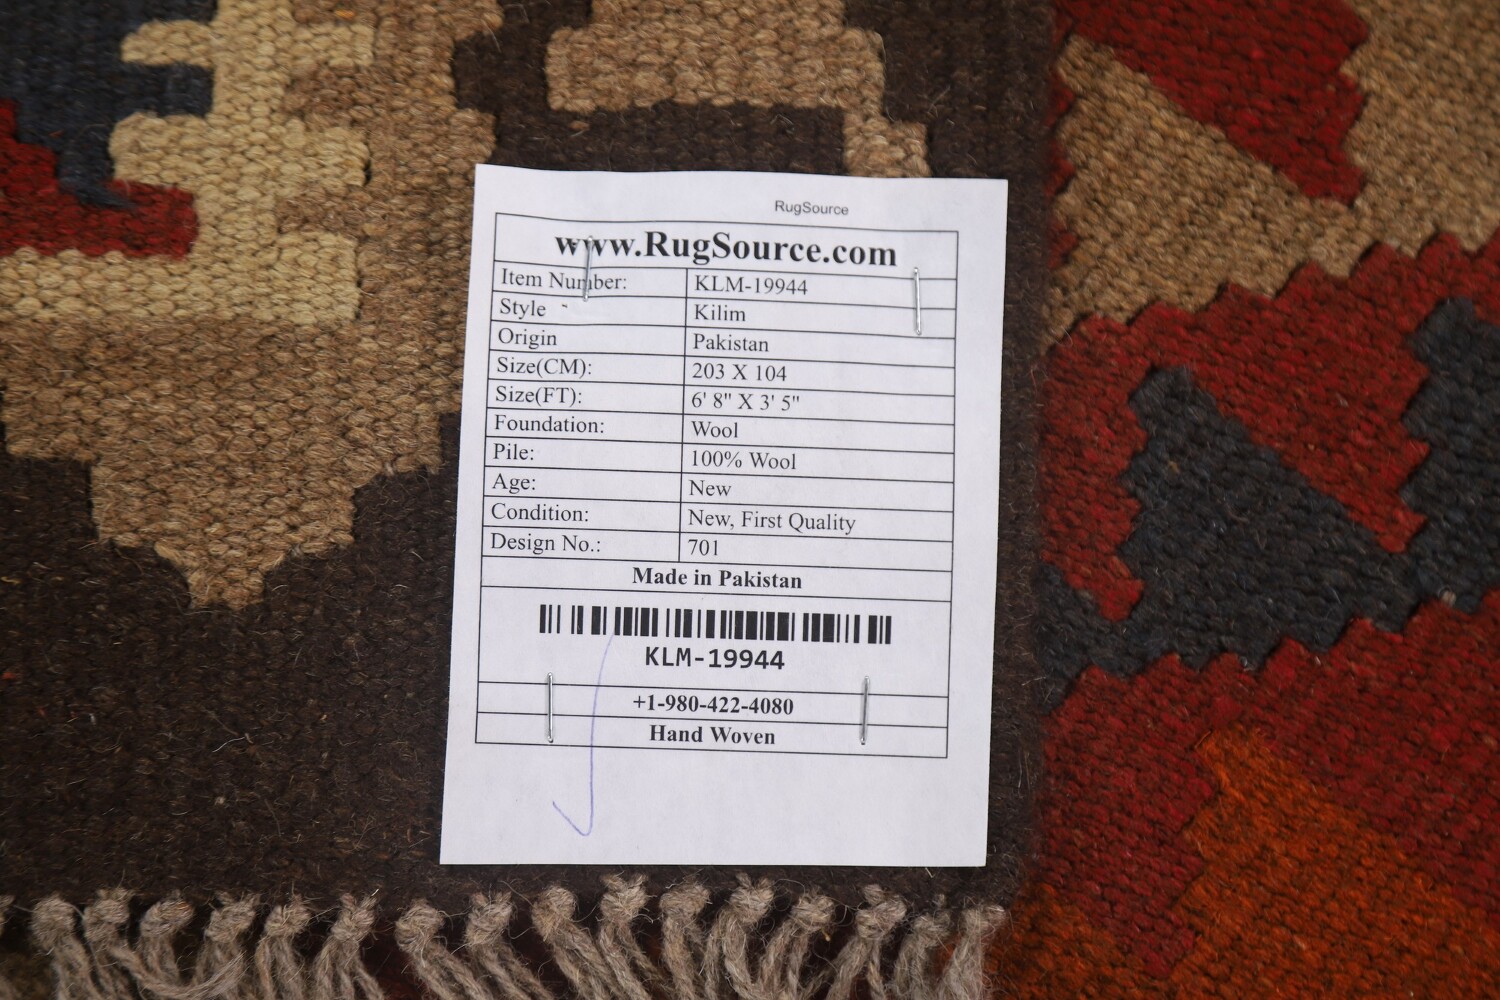 RugSource
www.RugSource.com
Item Number: KLM-19944
Style Kilim
Origin Pakistan
Size(CM): 203 X 104
Size(FT): 6' 8" X 3' 5"
Foundation: Wool
Pile: 100% Wool
Age: New
Condition: New, First Quality
Design No.: 701
Made in Pakistan
KLM-19944
+1-980-422-4080
Hand Woven